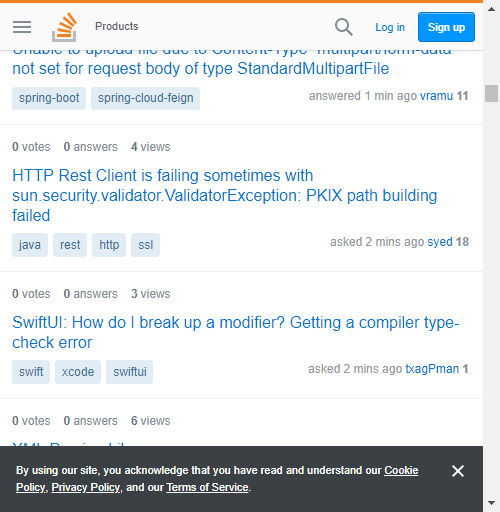 Products
Log in
Sign up
Unable to upload file due to Content-Type "multipart/form-data"
not set for request body of type StandardMultipartFile
spring-boot spring-cloud-feign answered 1 min ago vramu 11
0 votes 0 answers 4 views
HTTP Rest Client is failing sometimes with
sun.security.validator.ValidatorException: PKIX path building
failed
java rest http ssl asked 2 mins ago syed 18
0 votes 0 answers 3 views
SwiftUI: How do I break up a modifier? Getting a compiler type-
check error
swift xcode swiftui asked 2 mins ago txagPman 1
0 votes 0 answers 6 views
By using our site, you acknowledge that you have read and understand our Cookie
Policy, Privacy Policy, and our Terms of Service.